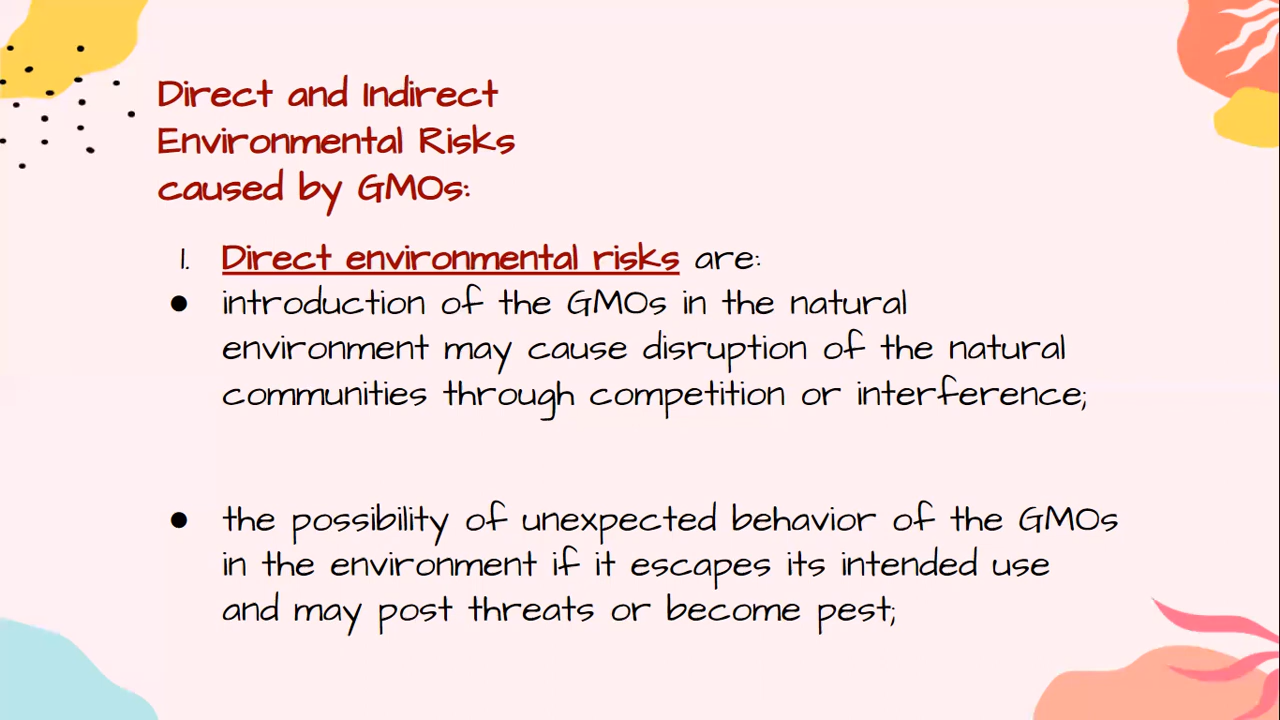 Direct and Indirect
Environmental Risks
caused by GMOs:
1. Direct environmental risks are:
● introduction of the GMOs in the natural
environment may cause disruption of the natural
communities through competition or interference;
● the possibility of unexpected behavior of the GMOs
in the environment if it escapes its intended use
and may post threats or become pest;